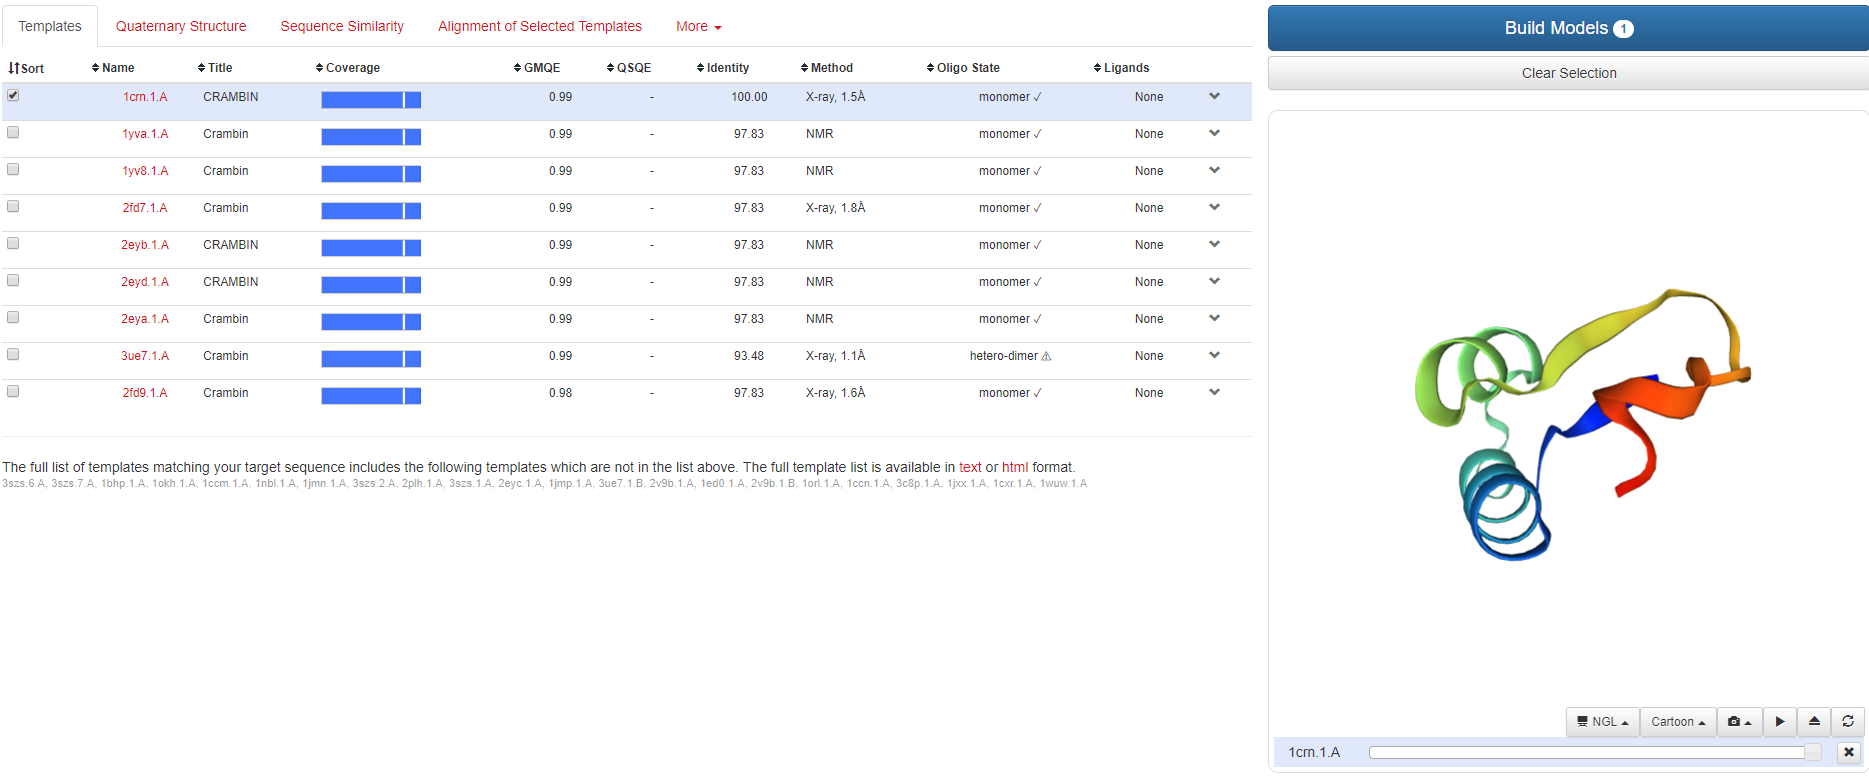 Templates Quaternary Structure Sequence Similarity Alignment of Selected Templates More
Sort Name Title Coverage GMQE QSQE Identity Method Oligo State Ligands
1crn.1.A CRAMBIN 0.99 - 100.00 X-ray, 1.5Å monomer ✓ None
1yva.1.A Crambin 0.99 - 97.83 NMR monomer ✓ None
1yv8.1.A Crambin 0.99 - 97.83 NMR monomer ✓ None
2fd7.1.A Crambin 0.99 - 97.83 X-ray, 1.8Å monomer ✓ None
2eyb.1.A CRAMBIN 0.99 - 97.83 NMR monomer ✓ None
2eyd.1.A CRAMBIN 0.99 - 97.83 NMR monomer ✓ None
2eya.1.A Crambin 0.99 - 97.83 NMR monomer ✓ None
3ue7.1.A Crambin 0.99 - 93.48 X-ray, 1.1Å hetero-dimer ⚠ None
2fd9.1.A Crambin 0.98 - 97.83 X-ray, 1.6Å monomer ✓ None
The full list of templates matching your target sequence includes the following templates which are not in the list above. The full template list is available in text or html format.
3szs.6.A, 3szs.7.A, 1bhp.1.A, 1okh.1.A, 1ccm.1.A, 1nbl.1.A, 1jmn.1.A, 3szs.2.A, 2plh.1.A, 3szs.1.A, 2eyc.1.A, 1jmp.1.A, 3ue7.1.B, 2v9b.1.A, 1ed0.1.A, 2v9b.1.B, 1orl.1.A, 1ccn.1.A, 3c8p.1.A, 1jxx.1.A, 1cxr.1.A, 1wuw.1.A
Build Models 1
Clear Selection
NGL Cartoon
1crn.1.A